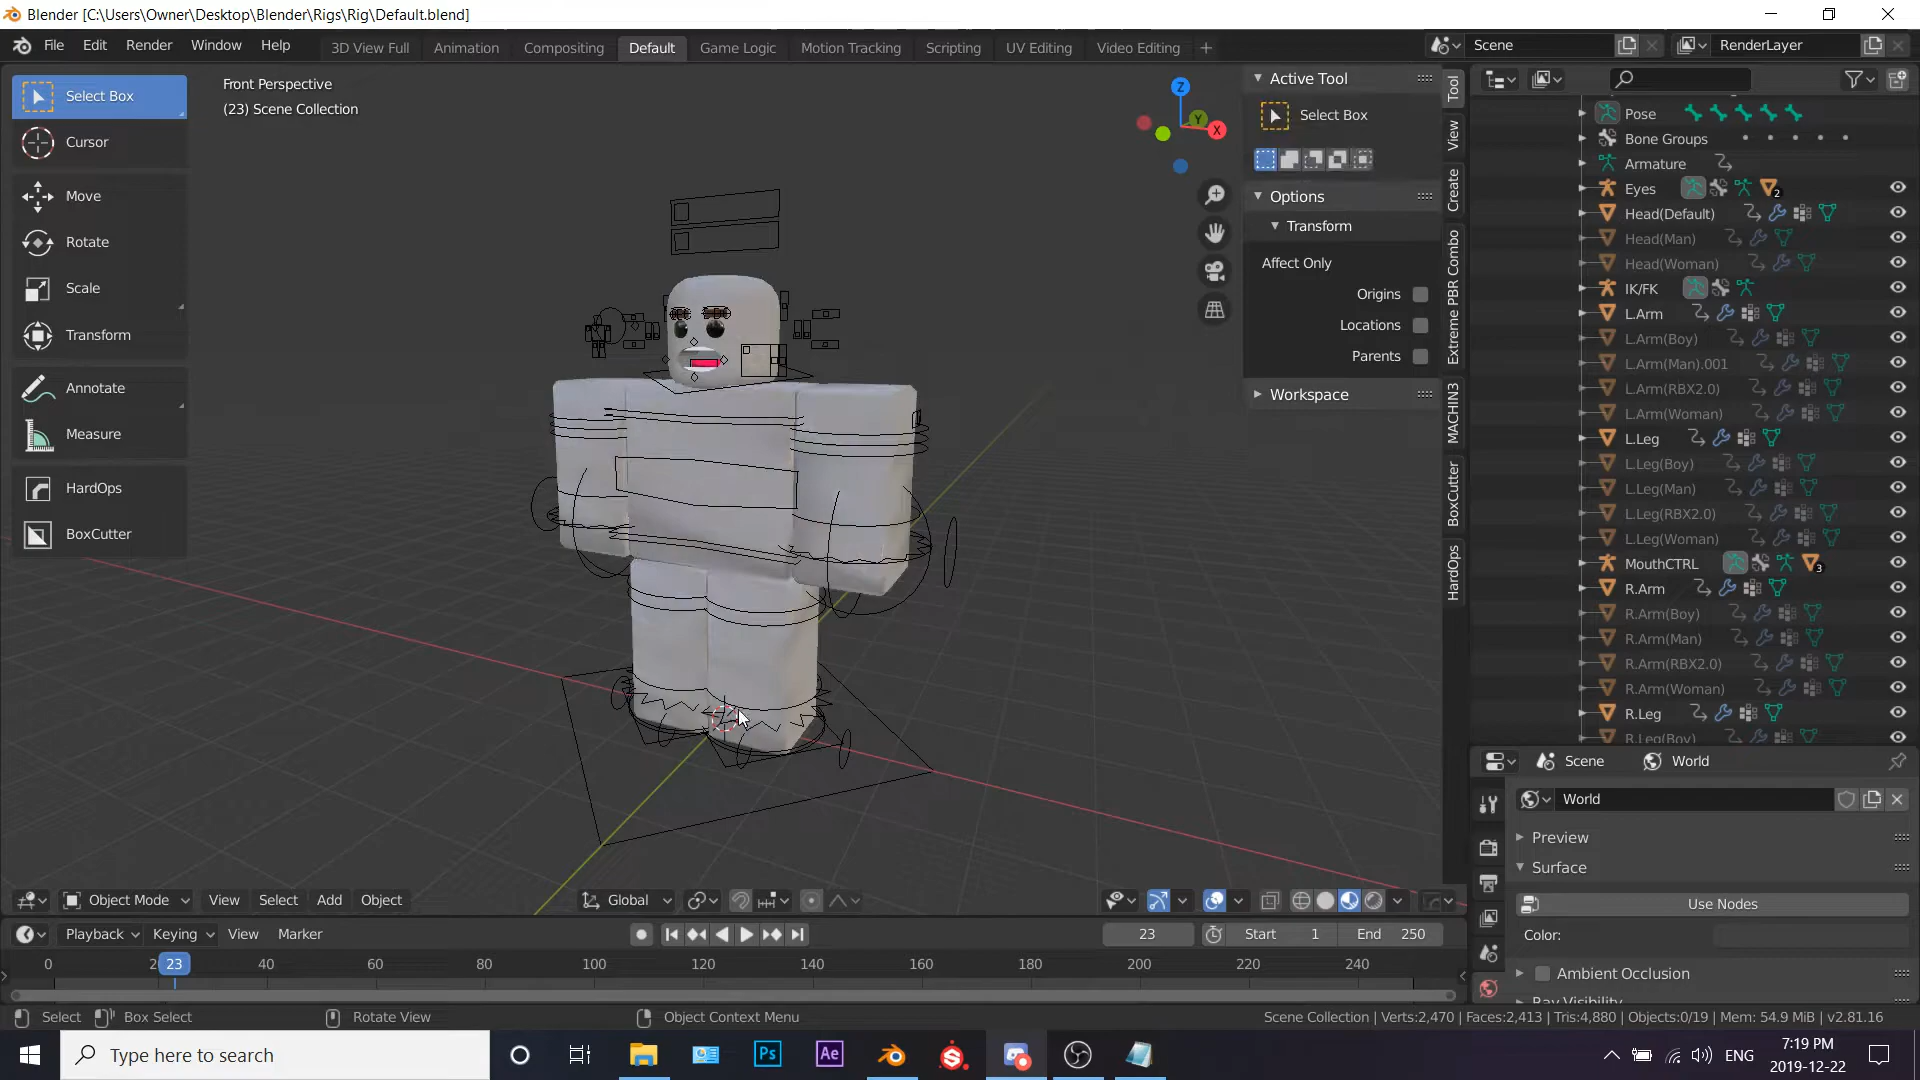 Blender [C:\Users\Owner\Desktop\Blender\Rigs\Rig\Default.blend]
File Edit Render Window Help
3D View Full Animation Compositing Default Game Logic Motion Tracking Scripting UV Editing Video Editing +
Scene
RenderLayer
Select Box
Cursor
Move
Rotate
Scale
Transform
Annotate
Measure
HardOps
BoxCutter
Front Perspective
(23) Scene Collection
Z
Y
X
Active Tool
Select Box
Options
Transform
Affect Only
Origins
Locations
Parents
Workspace
Tool
View
Create
Extreme PBR Combo
MACHIN3
BoxCutter
HardOps
Pose
Bone Groups
Armature
Eyes 2
Head(Default)
Head(Man)
Head(Woman)
IK/FK
L.Arm
L.Arm(Boy)
L.Arm(Man).001
L.Arm(RBX2.0)
L.Arm(Woman)
L.Leg
L.Leg(Boy)
L.Leg(Man)
L.Leg(RBX2.0)
L.Leg(Woman)
MouthCTRL 3
R.Arm
R.Arm(Boy)
R.Arm(Man)
R.Arm(RBX2.0)
R.Arm(Woman)
R.Leg
R.Leg(Boy)
Scene World
World
Preview
Surface
Use Nodes
Color:
Ambient Occlusion
Ray Visibility
Object Mode View Select Add Object
Global
Playback Keying View Marker
23
Start 1
End 250
0 2 23 40 60 80 100 120 140 160 180 200 220 240
Select Box Select Rotate View Object Context Menu
Scene Collection | Verts:2,470 | Faces:2,413 | Tris:4,880 | Objects:0/19 | Mem: 54.9 MiB | v2.81.16
Type here to search
Ps
Ae
ENG
7:19 PM
2019-12-22